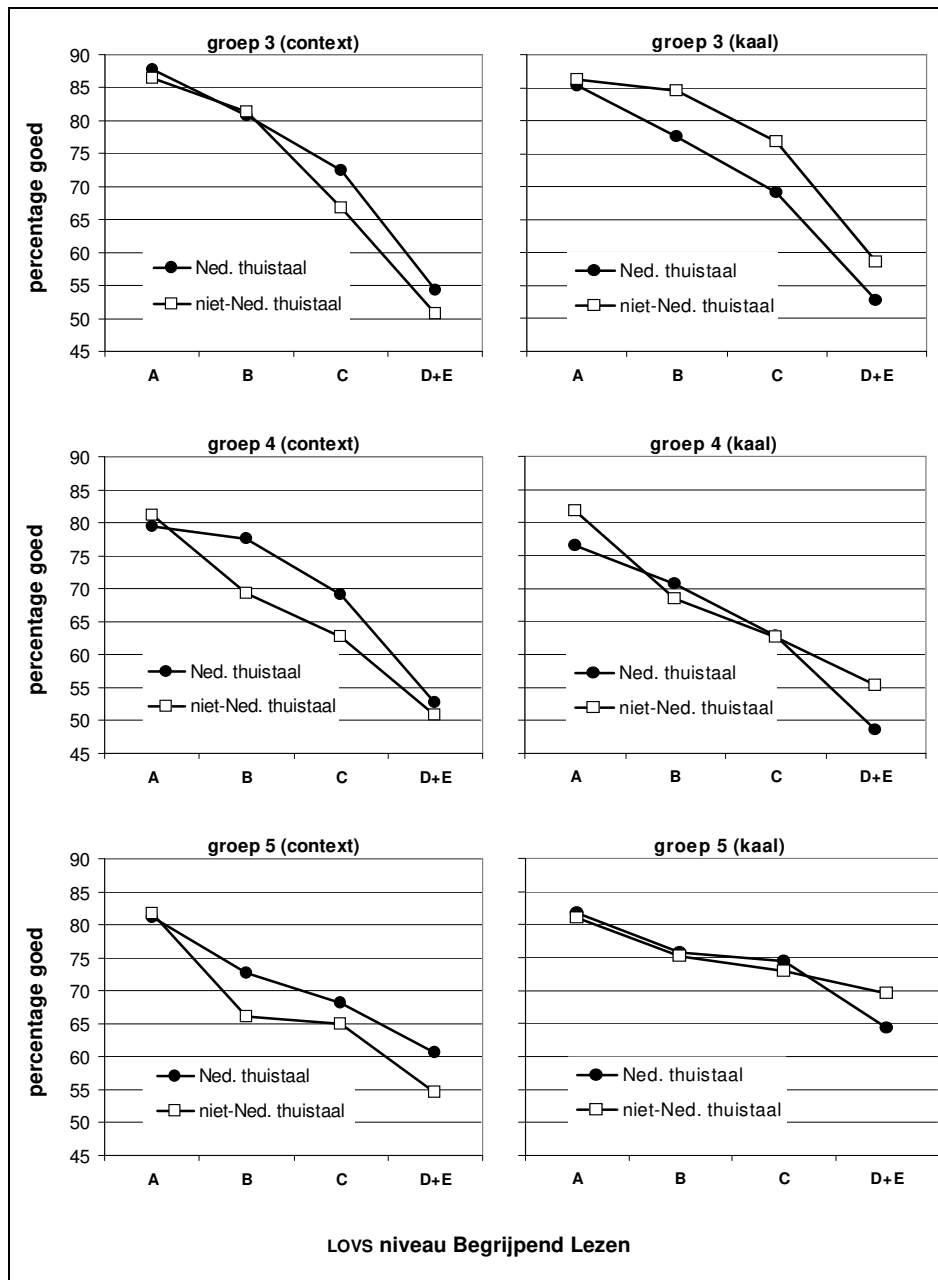 groep 3 (context)
percentage goed
90
85
80
75
70
65
60
55
50
45
Ned. thuistaal
niet-Ned. thuistaal
A B C D+E
groep 3 (kaal)
Ned. thuistaal
niet-Ned. thuistaal
A B C D+E
groep 4 (context)
percentage goed
90
85
80
75
70
65
60
55
50
45
Ned. thuistaal
niet-Ned. thuistaal
A B C D+E
groep 4 (kaal)
Ned. thuistaal
niet-Ned. thuistaal
A B C D+E
groep 5 (context)
percentage goed
90
85
80
75
70
65
60
55
50
45
Ned. thuistaal
niet-Ned. thuistaal
A B C D+E
groep 5 (kaal)
Ned. thuistaal
niet-Ned. thuistaal
A B C D+E
LOVS niveau Begrijpend Lezen